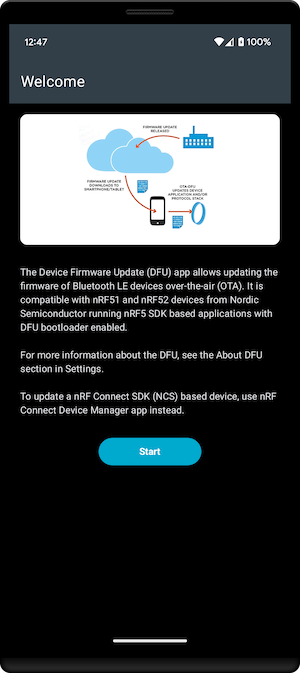 12:47
100%
Welcome
FIRMWARE UPDATE
RELEASED
FIRMWARE UPDATE
DOWNLOADS TO
SMARTPHONE/TABLET
OTA-DFU
UPDATES DEVICE
APPLICATION AND/OR
PROTOCOL STACK
The Device Firmware Update (DFU) app allows updating the
firmware of Bluetooth LE devices over-the-air (OTA). It is
compatible with nRF51 and nRF52 devices from Nordic
Semiconductor running nRF5 SDK based applications with
DFU bootloader enabled.
For more information about the DFU, see the About DFU
section in Settings.
To update a nRF Connect SDK (NCS) based device, use nRF
Connect Device Manager app instead.
Start